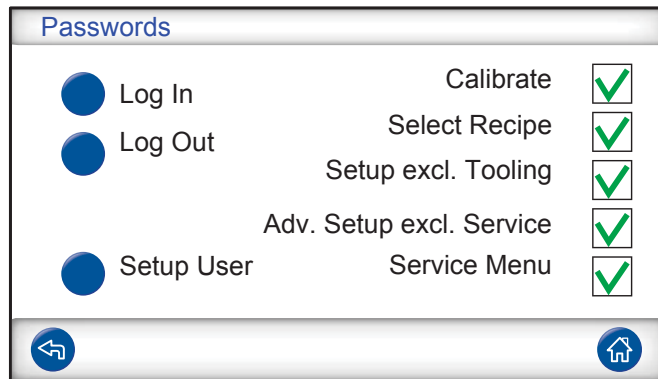 Passwords
Log In
Calibrate
Log Out
Select Recipe
Setup excl. Tooling
Adv. Setup excl. Service
Setup User
Service Menu